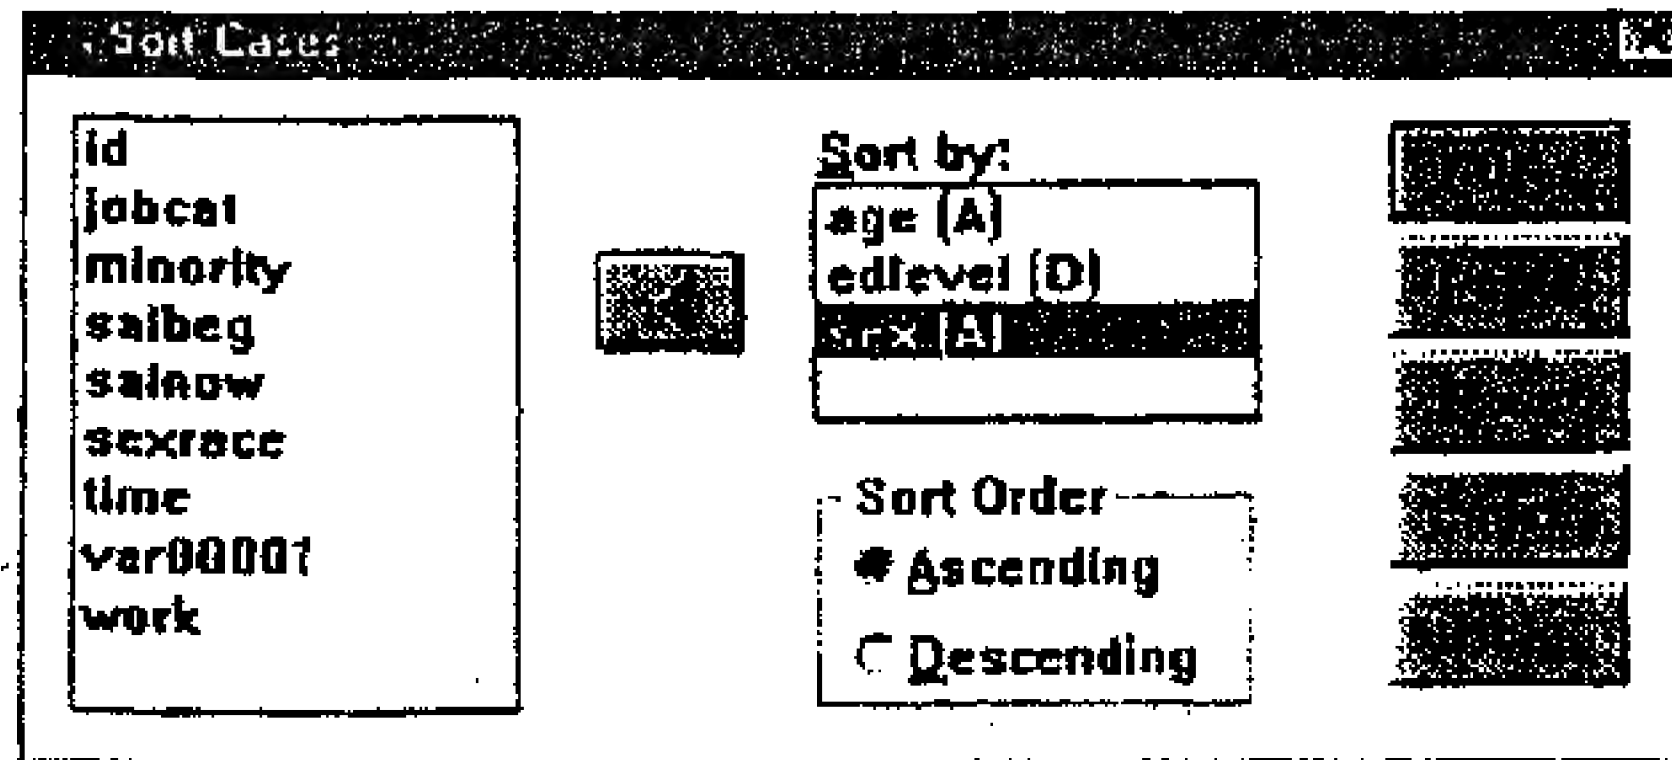 Sort Cases
id
jobcat
minority
salbeg
salnow
sexrace
time
var00001
work
Sort by:
age (A)
edlevel (D)
sex (A)
Sort Order
Ascending
Descending